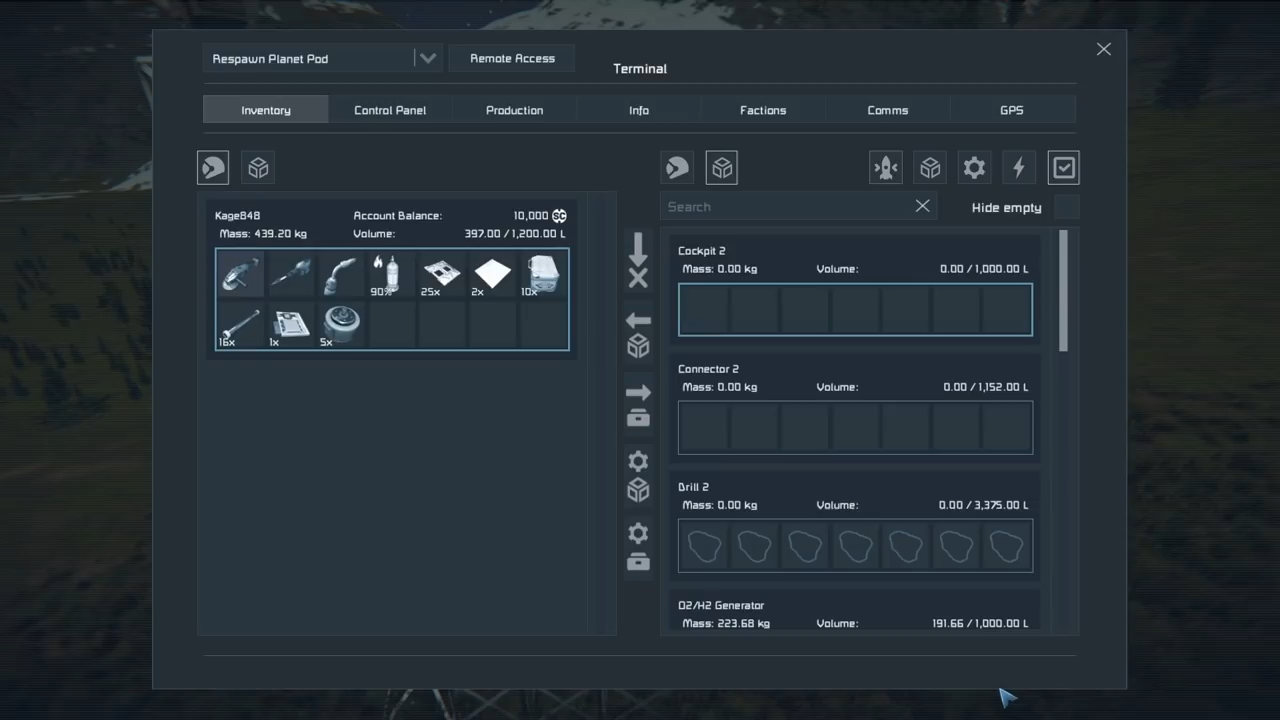 Respawn Planet Pod
Remote Access
Terminal
Inventory
Control Panel
Production
Info
Factions
Comms
GPS
Search
Hide empty
Kage848 Account Balance: 10,000 SC
Mass: 439.20 kg Volume: 397.00 / 1,200.00 L
90% 25x 2x 10x
16x 1x 5x
Cockpit 2
Mass: 0.00 kg Volume: 0.00 / 1,000.00 L
Connector 2
Mass: 0.00 kg Volume: 0.00 / 1,152.00 L
Drill 2
Mass: 0.00 kg Volume: 0.00 / 3,375.00 L
O2/H2 Generator
Mass: 223.68 kg Volume: 191.66 / 1,000.00 L